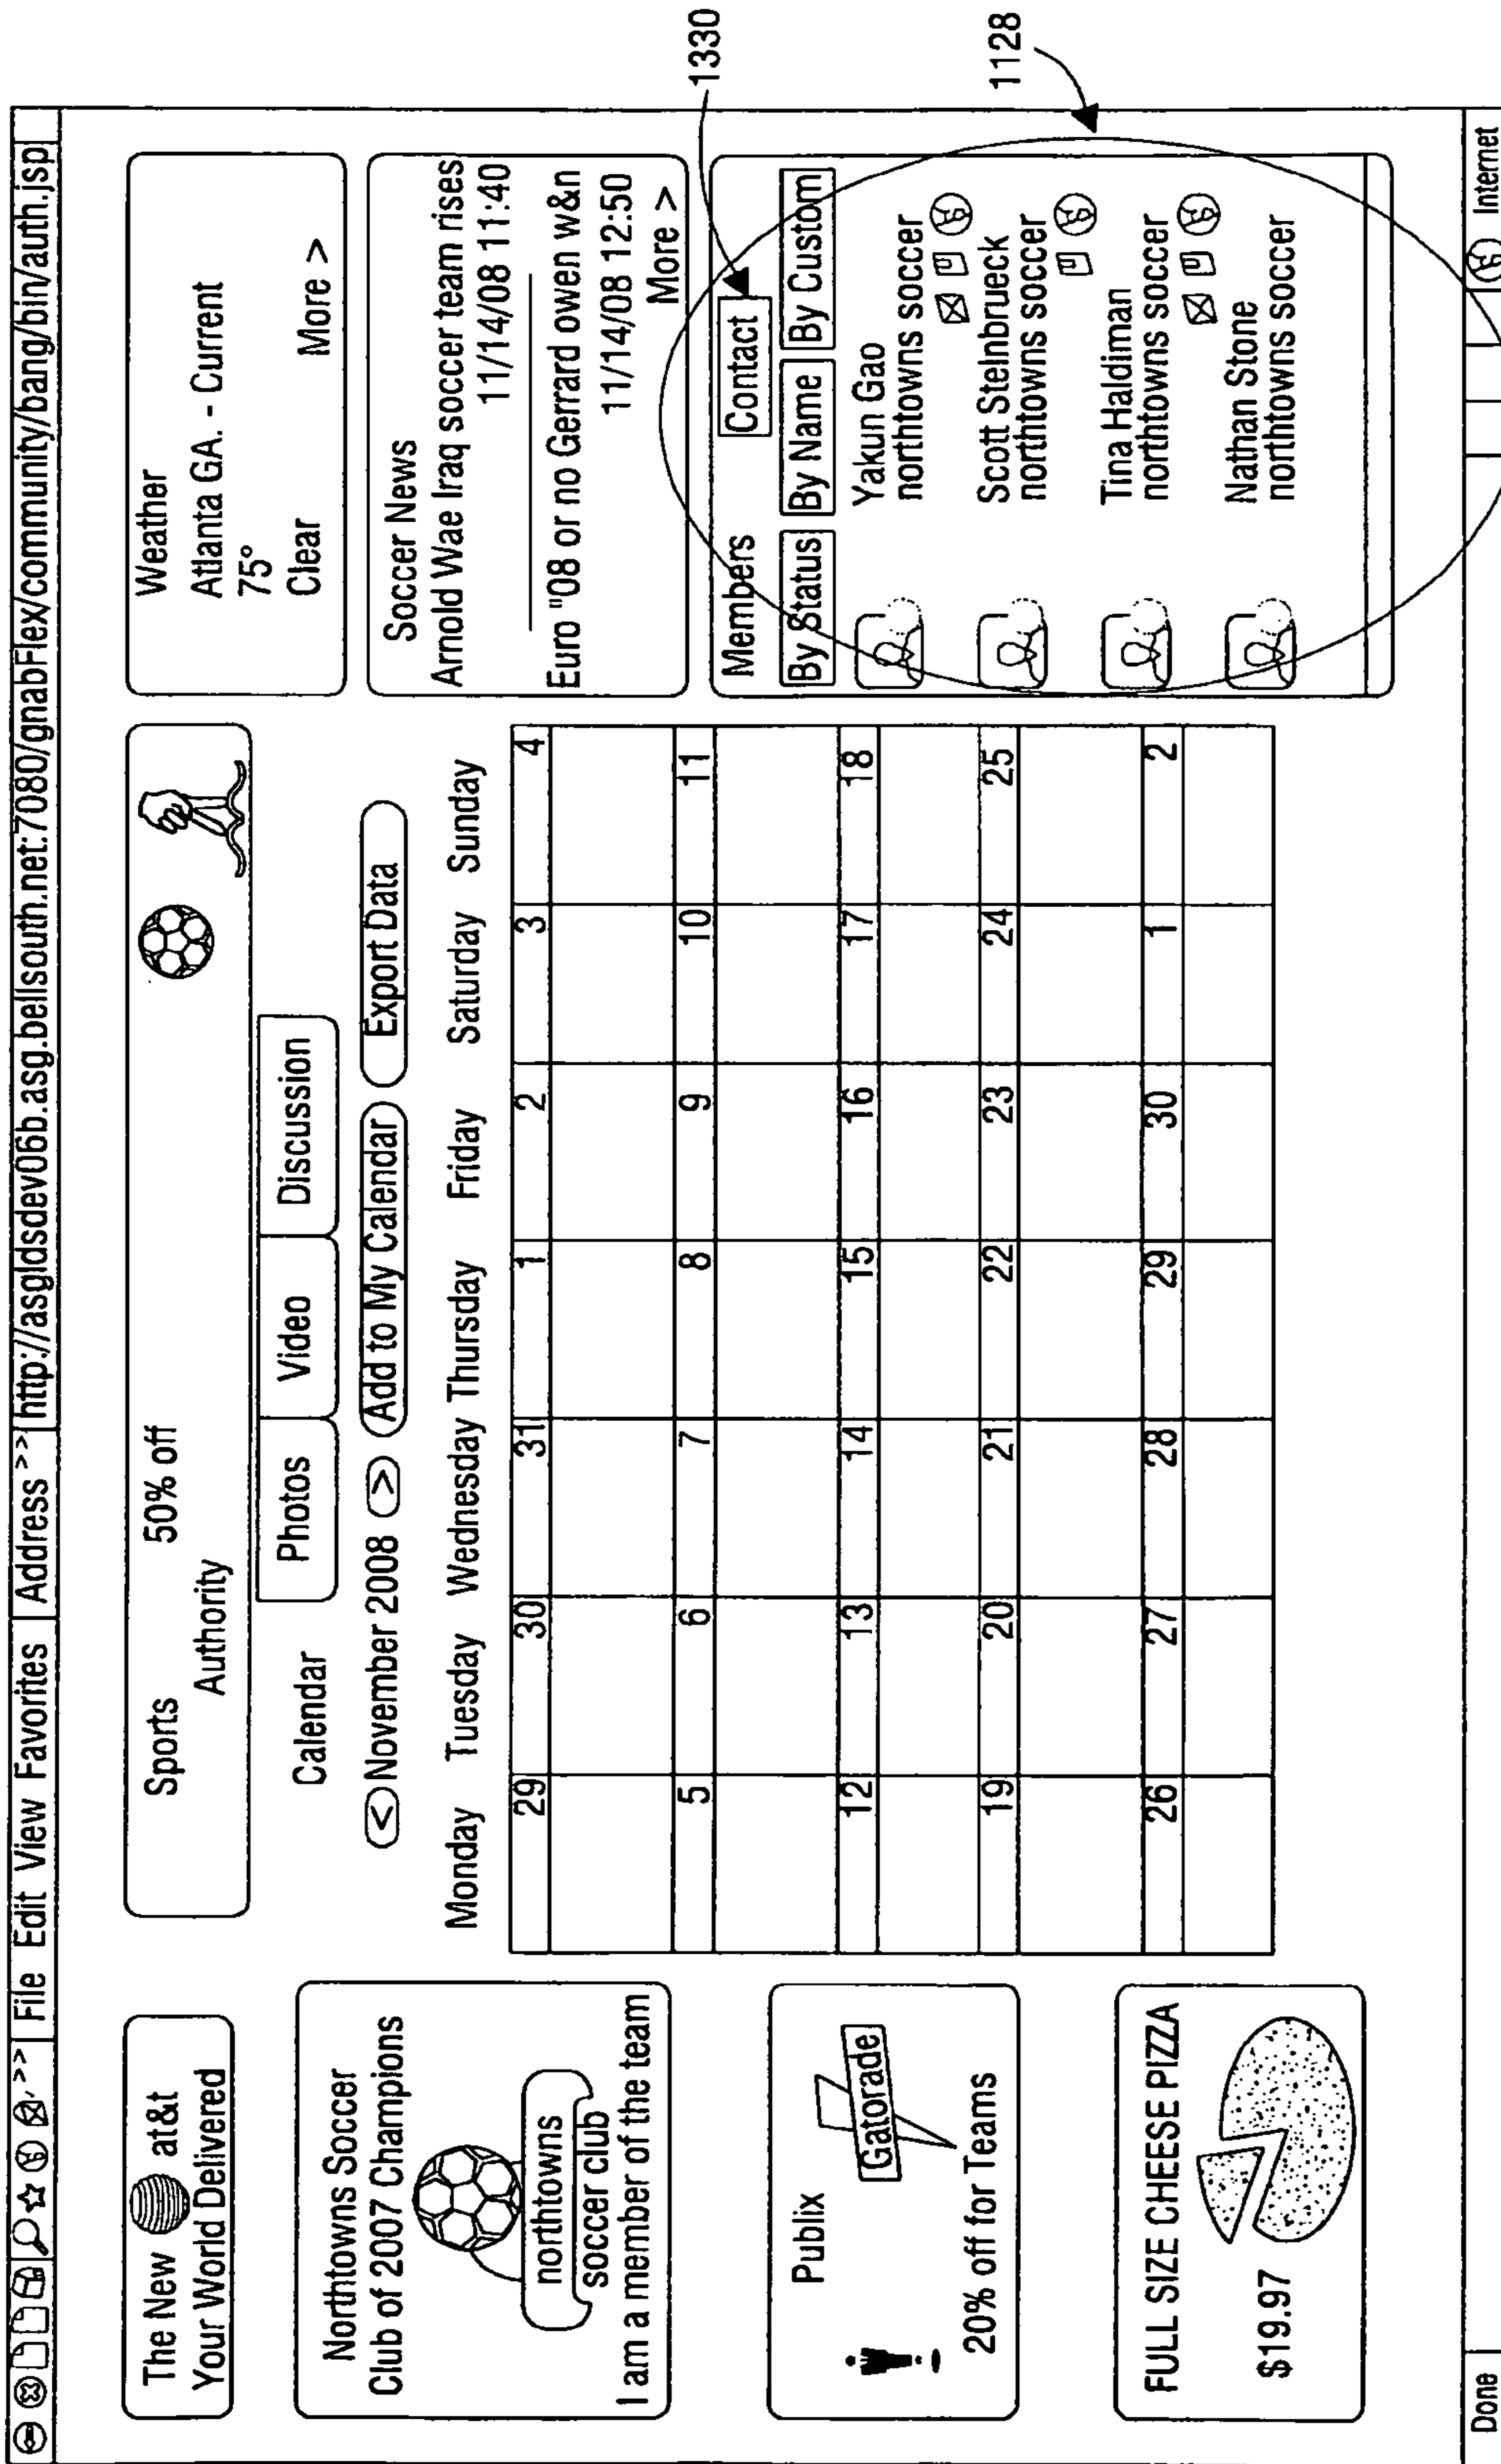 File Edit View Favorites Address >> http://asgldsdev06b.asg.bellsouth.net:7080/gnabFlex/community/bang/bin/auth.jsp
The New at&t
Your World Delivered
Northtowns Soccer
Club of 2007 Champions
northtowns
soccer club
I am a member of the team
Publix
Gatorade
20% off for Teams
FULL SIZE CHEESE PIZZA
$19.97
Sports 50% off
Authority
Calendar Photos Video Discussion
< November 2008 > Add to My Calendar Export Data
Monday Tuesday Wednesday Thursday Friday Saturday Sunday
29 30 31 1 2 3 4
5 6 7 8 9 10 11
12 13 14 15 16 17 18
19 20 21 22 23 24 25
26 27 28 29 30 1 2
Weather
Atlanta GA. - Current
75°
Clear More >
Soccer News
Arnold Wae Iraq soccer team rises
11/14/08 11:40
Euro "08 or no Gerrard owen w&n
11/14/08 12:50
More >
Members Contact
By Status By Name By Custom
Yakun Gao
northtowns soccer
Scott Stelnbrueck
northtowns soccer
Tina Haldiman
northtowns soccer
Nathan Stone
northtowns soccer
1330
1128
Done Internet